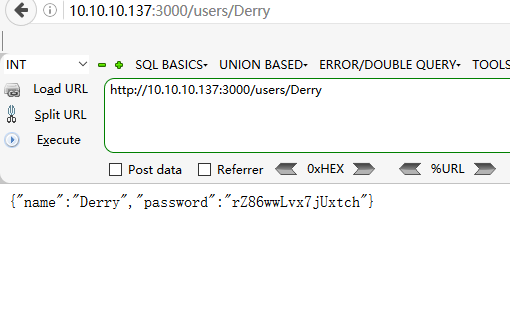 10.10.10.137:3000/users/Derry
INT SQL BASICS UNION BASED ERROR/DOUBLE QUERY TOOLS
Load URL http://10.10.10.137:3000/users/Derry
Split URL
Execute
Post data Referrer 0xHEX %URL
{"name":"Derry","password":"rZ86wwLvx7jUxtch"}